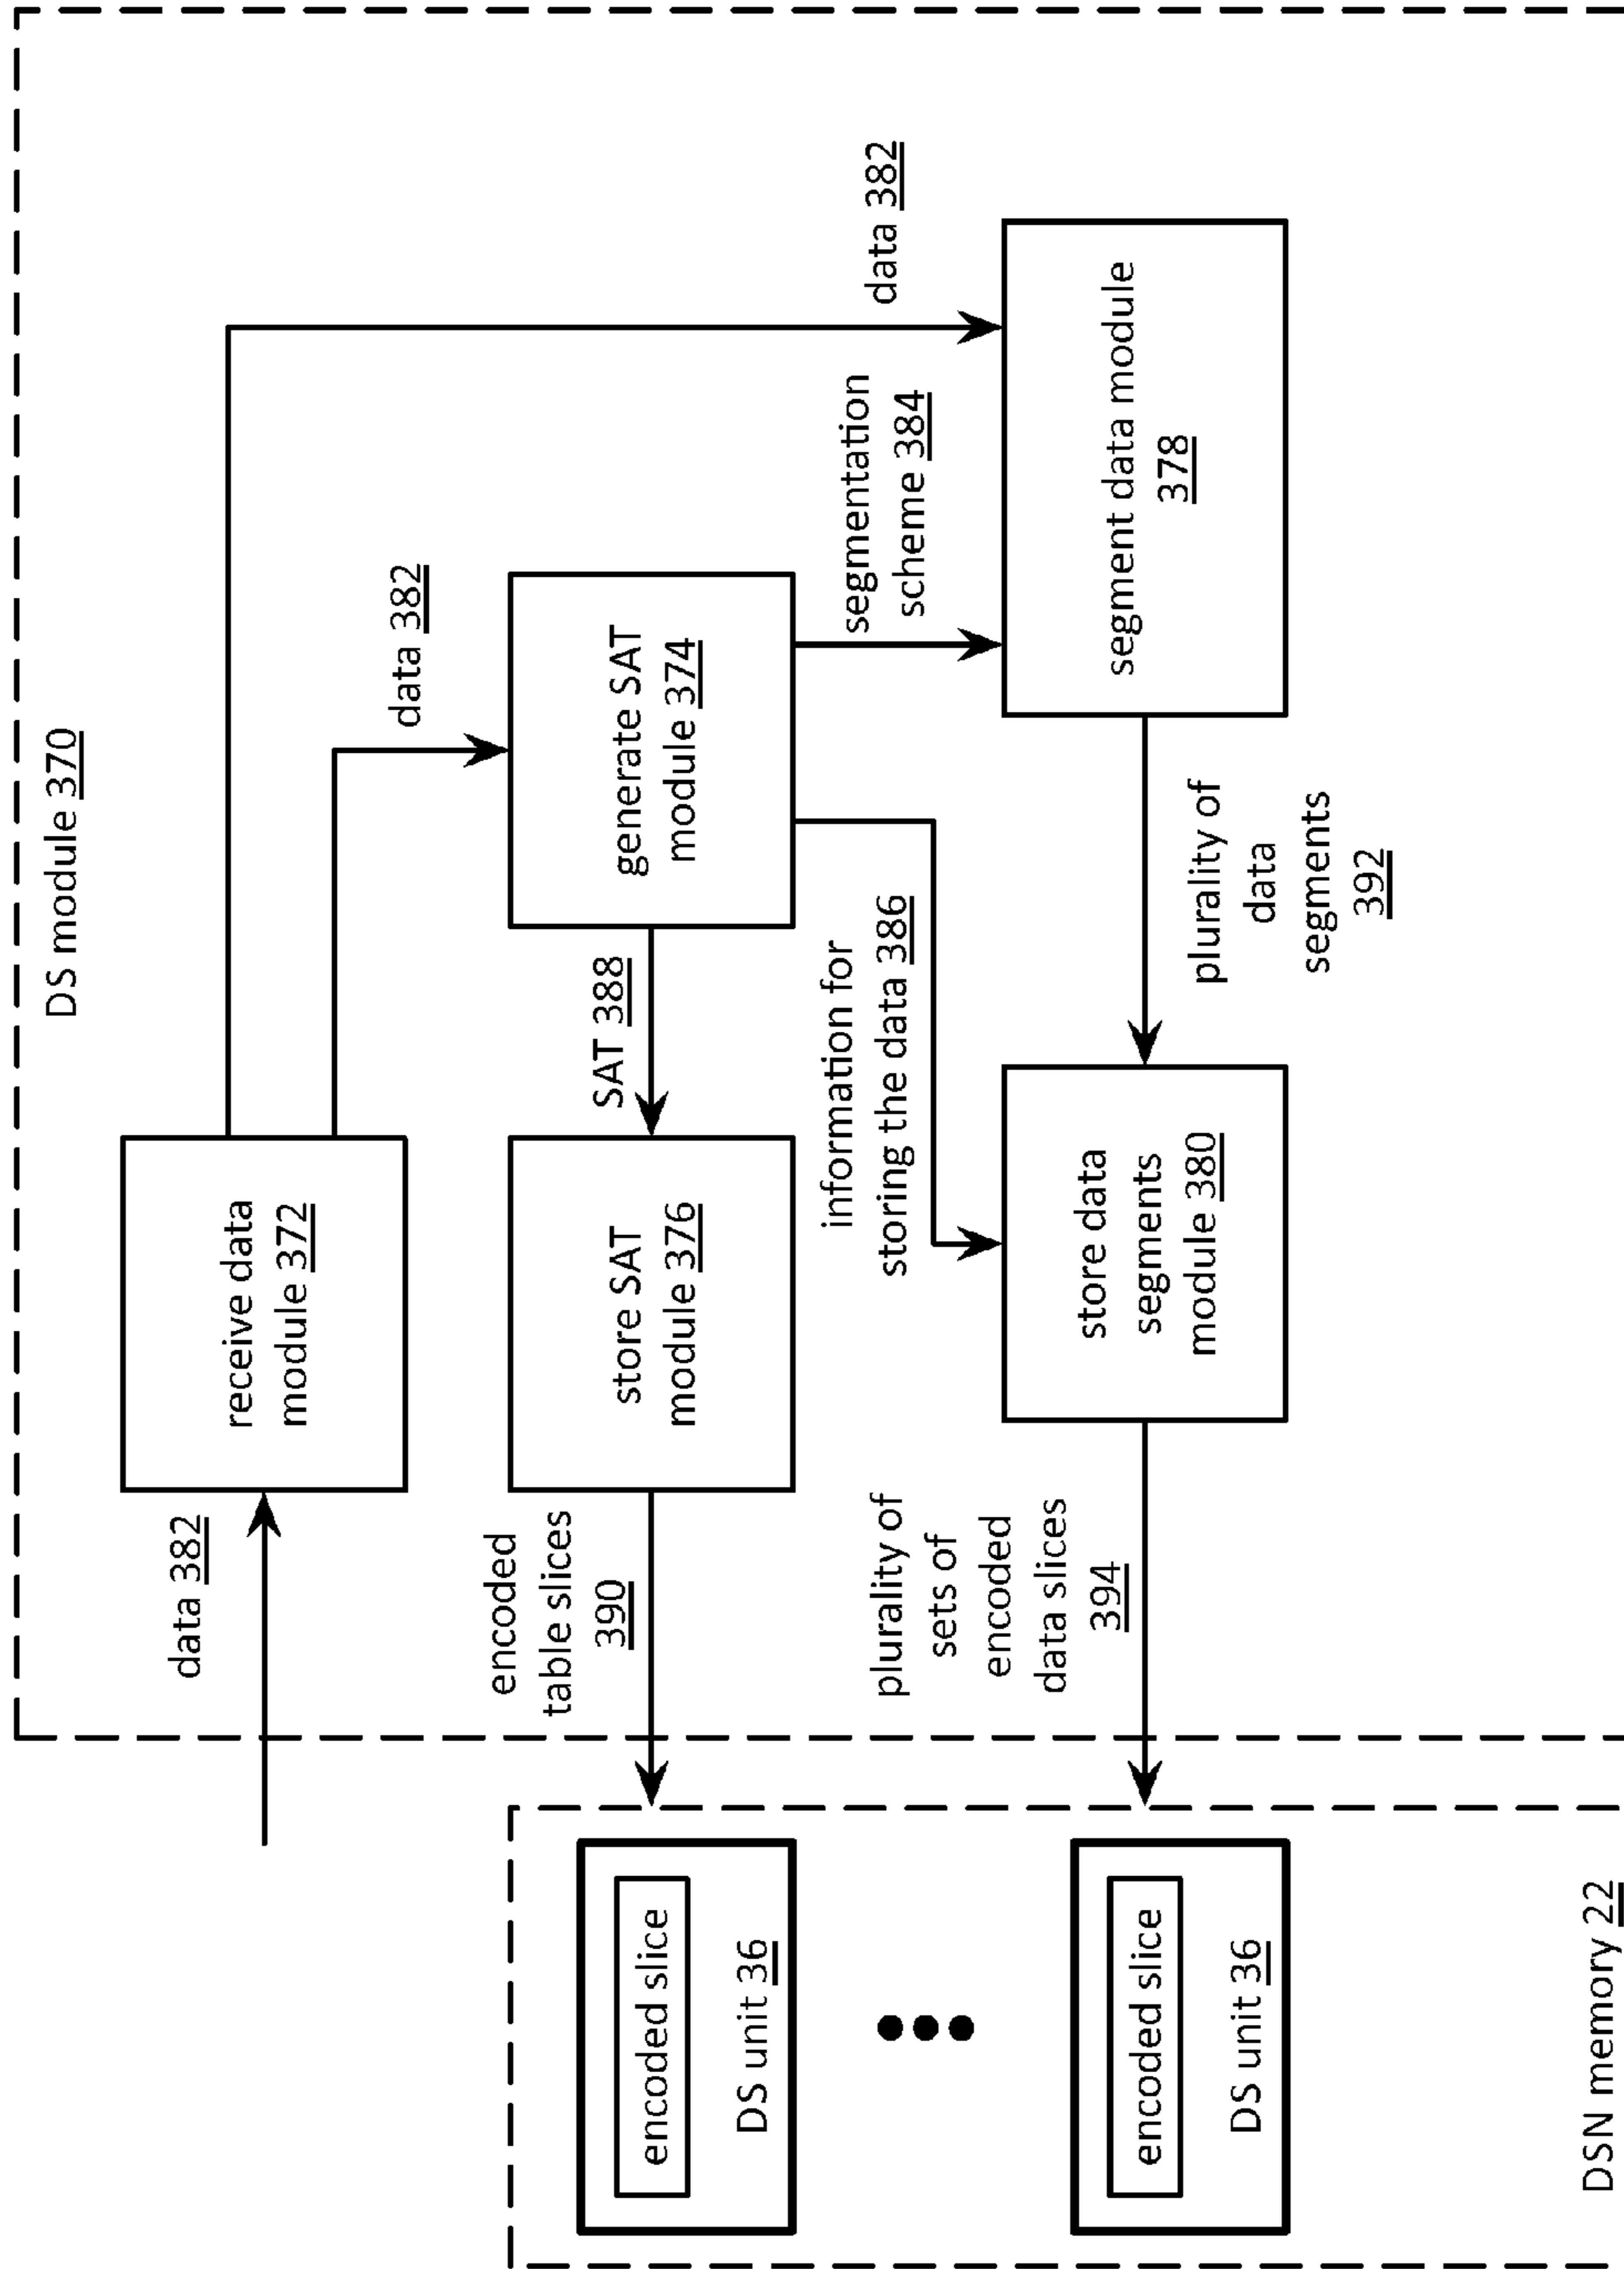 DS module 370
data 382
receive data
module 372
data 382
data 382
encoded
table slices
390
store SAT
module 376
SAT 388
generate SAT
module 374
encoded slice
DS unit 36
plurality of
sets of
encoded
data slices
394
information for
storing the data 386
segmentation
scheme 384
store data
segments
module 380
plurality of
data
segments
392
segment data module
378
encoded slice
DS unit 36
DSN memory 22